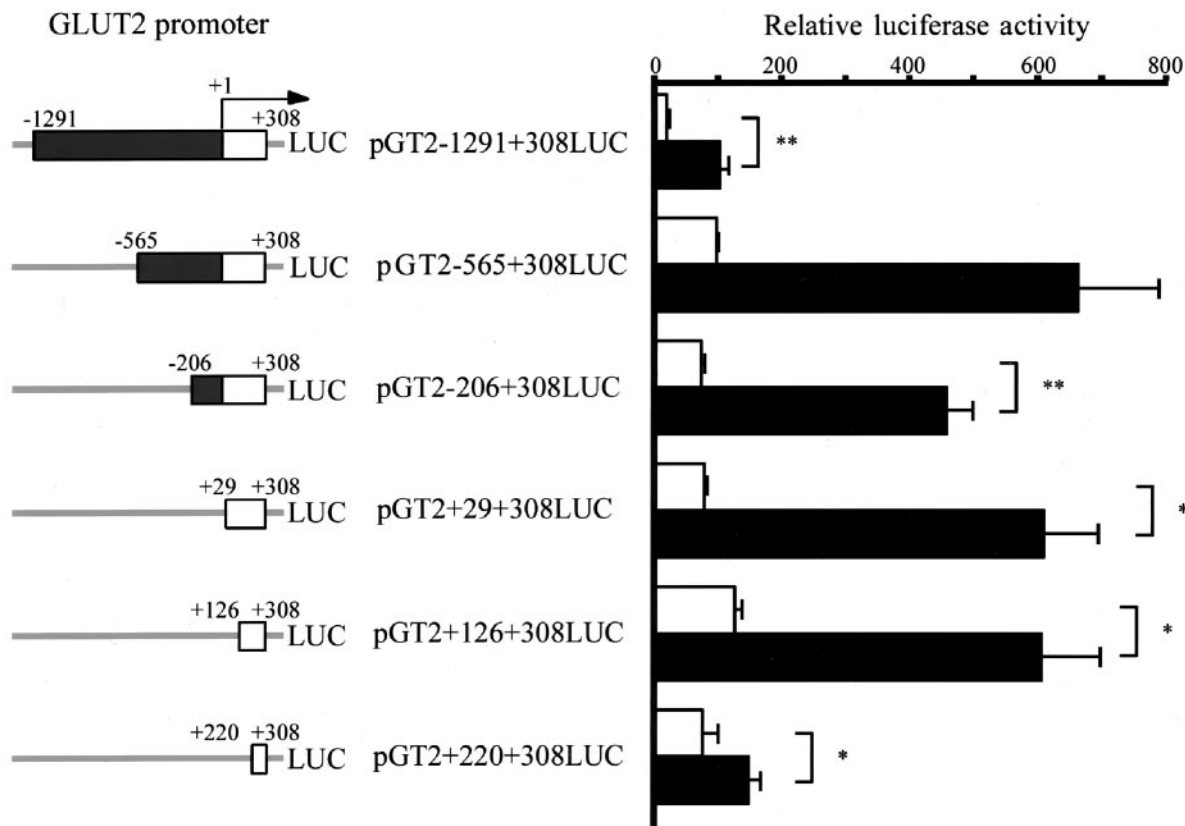 GLUT2 promoter
Relative luciferase activity
0 200 400 600 800
+1
-1291 +308
LUC pGT2-1291+308LUC
**
-565 +308
LUC pGT2-565+308LUC
-206 +308
LUC pGT2-206+308LUC
**
+29 +308
LUC pGT2+29+308LUC
*
+126 +308
LUC pGT2+126+308LUC
*
+220 +308
LUC pGT2+220+308LUC
*